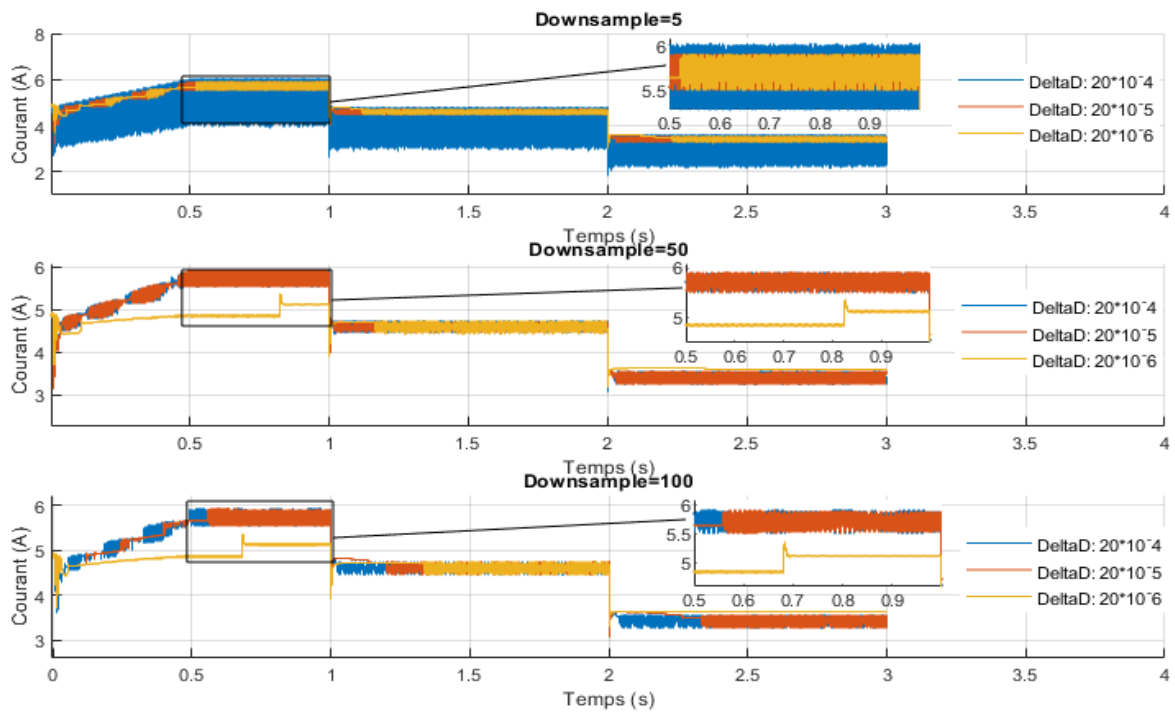 Downsample=5
Courant (A)
8
6
4
2
6
5.5
0.5 0.6 0.7 0.8 0.9
DeltaD: 20*10^-4
DeltaD: 20*10^-5
DeltaD: 20*10^-6
0.5 1 1.5 2 2.5 3 3.5 4
Temps (s)
Downsample=50
Courant (A)
6
5
4
3
6
5
0.5 0.6 0.7 0.8 0.9
DeltaD: 20*10^-4
DeltaD: 20*10^-5
DeltaD: 20*10^-6
0.5 1 1.5 2 2.5 3 3.5 4
Temps (s)
Downsample=100
Courant (A)
6
5
4
3
6
5.5
5
0.5 0.6 0.7 0.8 0.9
DeltaD: 20*10^-4
DeltaD: 20*10^-5
DeltaD: 20*10^-6
0 0.5 1 1.5 2 2.5 3 3.5 4
Temps (s)